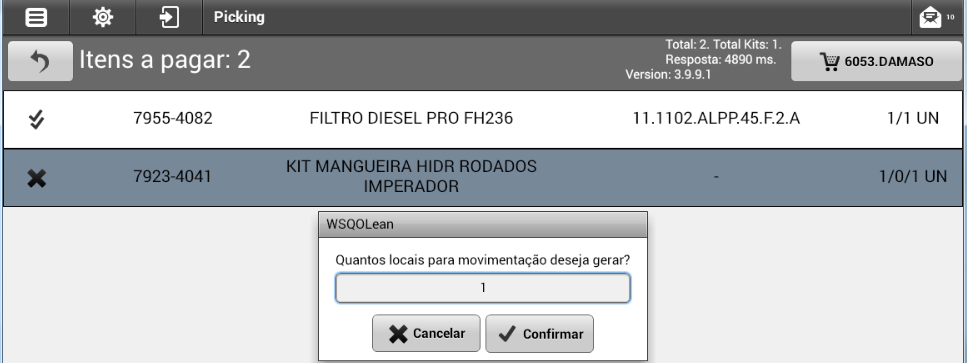 Picking
10
Itens a pagar: 2
Total: 2. Total Kits: 1.
Resposta: 4890 ms.
Version: 3.9.9.1
6053.DAMASO
7955-4082 FILTRO DIESEL PRO FH236 11.1102.ALPP.45.F.2.A 1/1 UN
7923-4041 KIT MANGUEIRA HIDR RODADOS IMPERADOR - 1/0/1 UN
WSQOLean
Quantos locais para movimentação deseja gerar?
1
Cancelar Confirmar